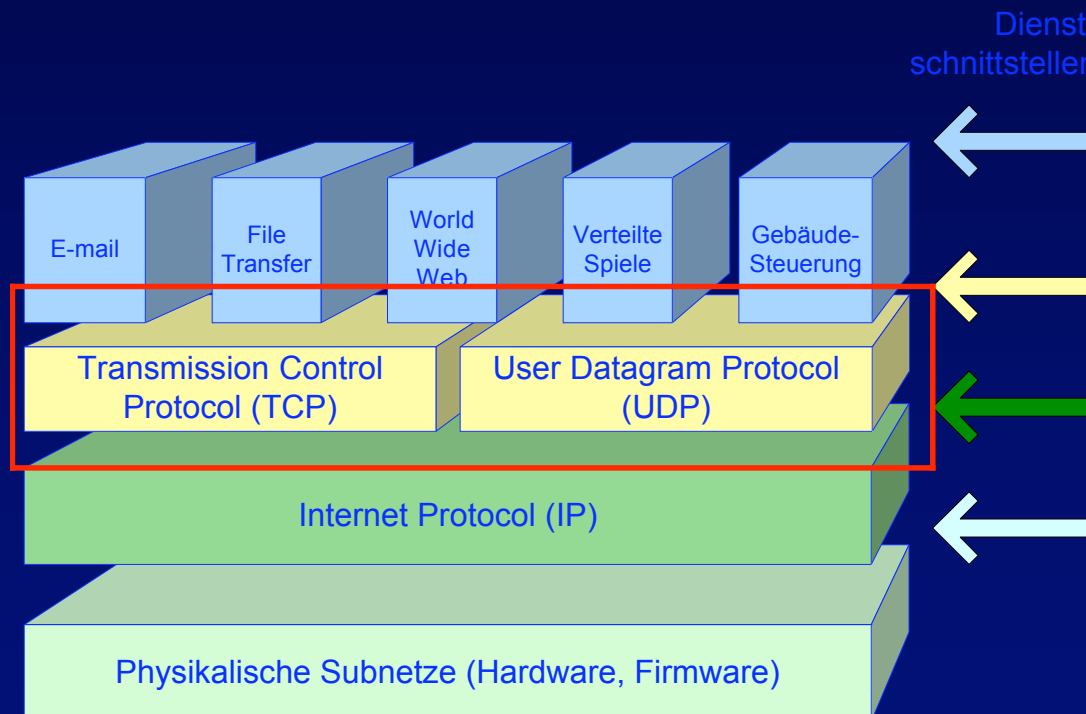 Dienst
schnittstellen
E-mail
File
Transfer
World
Wide
Web
Verteilte
Spiele
Gebäude-
Steuerung
Transmission Control
Protocol (TCP)
User Datagram Protocol
(UDP)
Internet Protocol (IP)
Physikalische Subnetze (Hardware, Firmware)